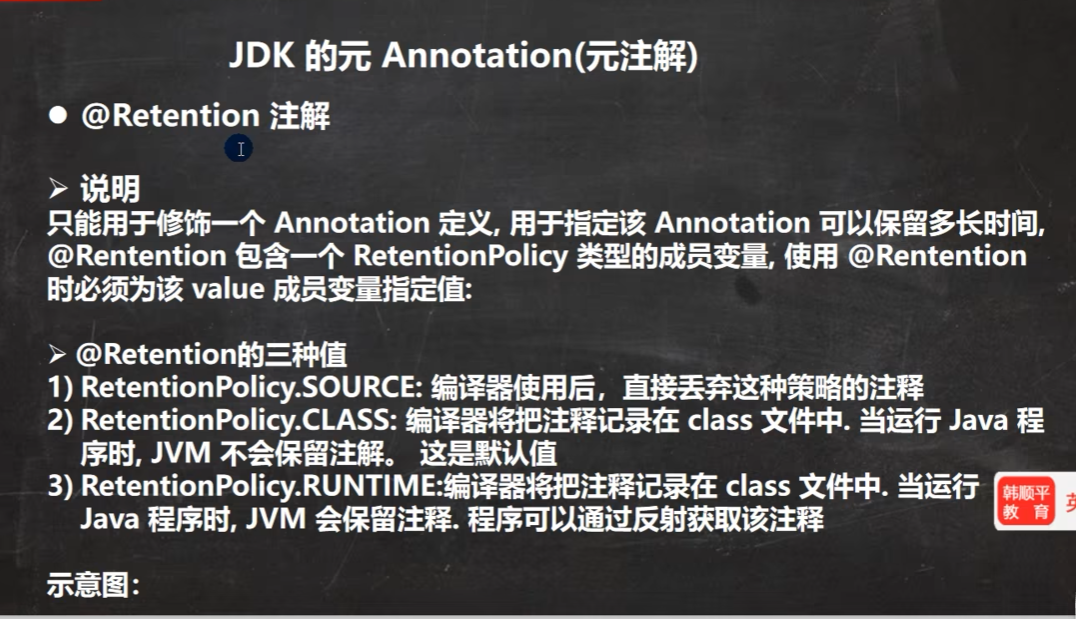 JDK 的元 Annotation(元注解)
● @Retention 注解
➢ 说明
只能用于修饰一个 Annotation 定义, 用于指定该 Annotation 可以保留多长时间,
@Rentention 包含一个 RetentionPolicy 类型的成员变量, 使用 @Rentention
时必须为该 value 成员变量指定值:
➢ @Retention的三种值
1) RetentionPolicy.SOURCE: 编译器使用后，直接丢弃这种策略的注释
2) RetentionPolicy.CLASS: 编译器将把注释记录在 class 文件中. 当运行 Java 程
序时, JVM 不会保留注解。 这是默认值
3) RetentionPolicy.RUNTIME:编译器将把注释记录在 class 文件中. 当运行
Java 程序时, JVM 会保留注释. 程序可以通过反射获取该注释
韩顺平
教 育
英
示意图：